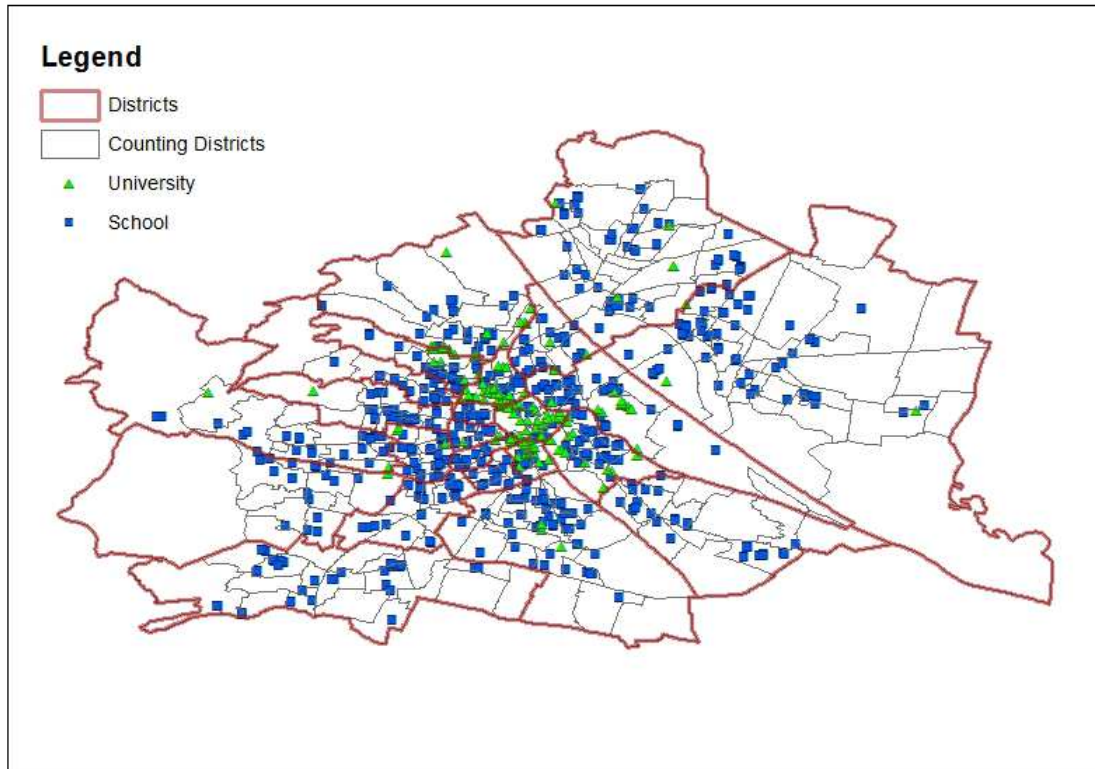 Legend
Districts
Counting Districts
University
School